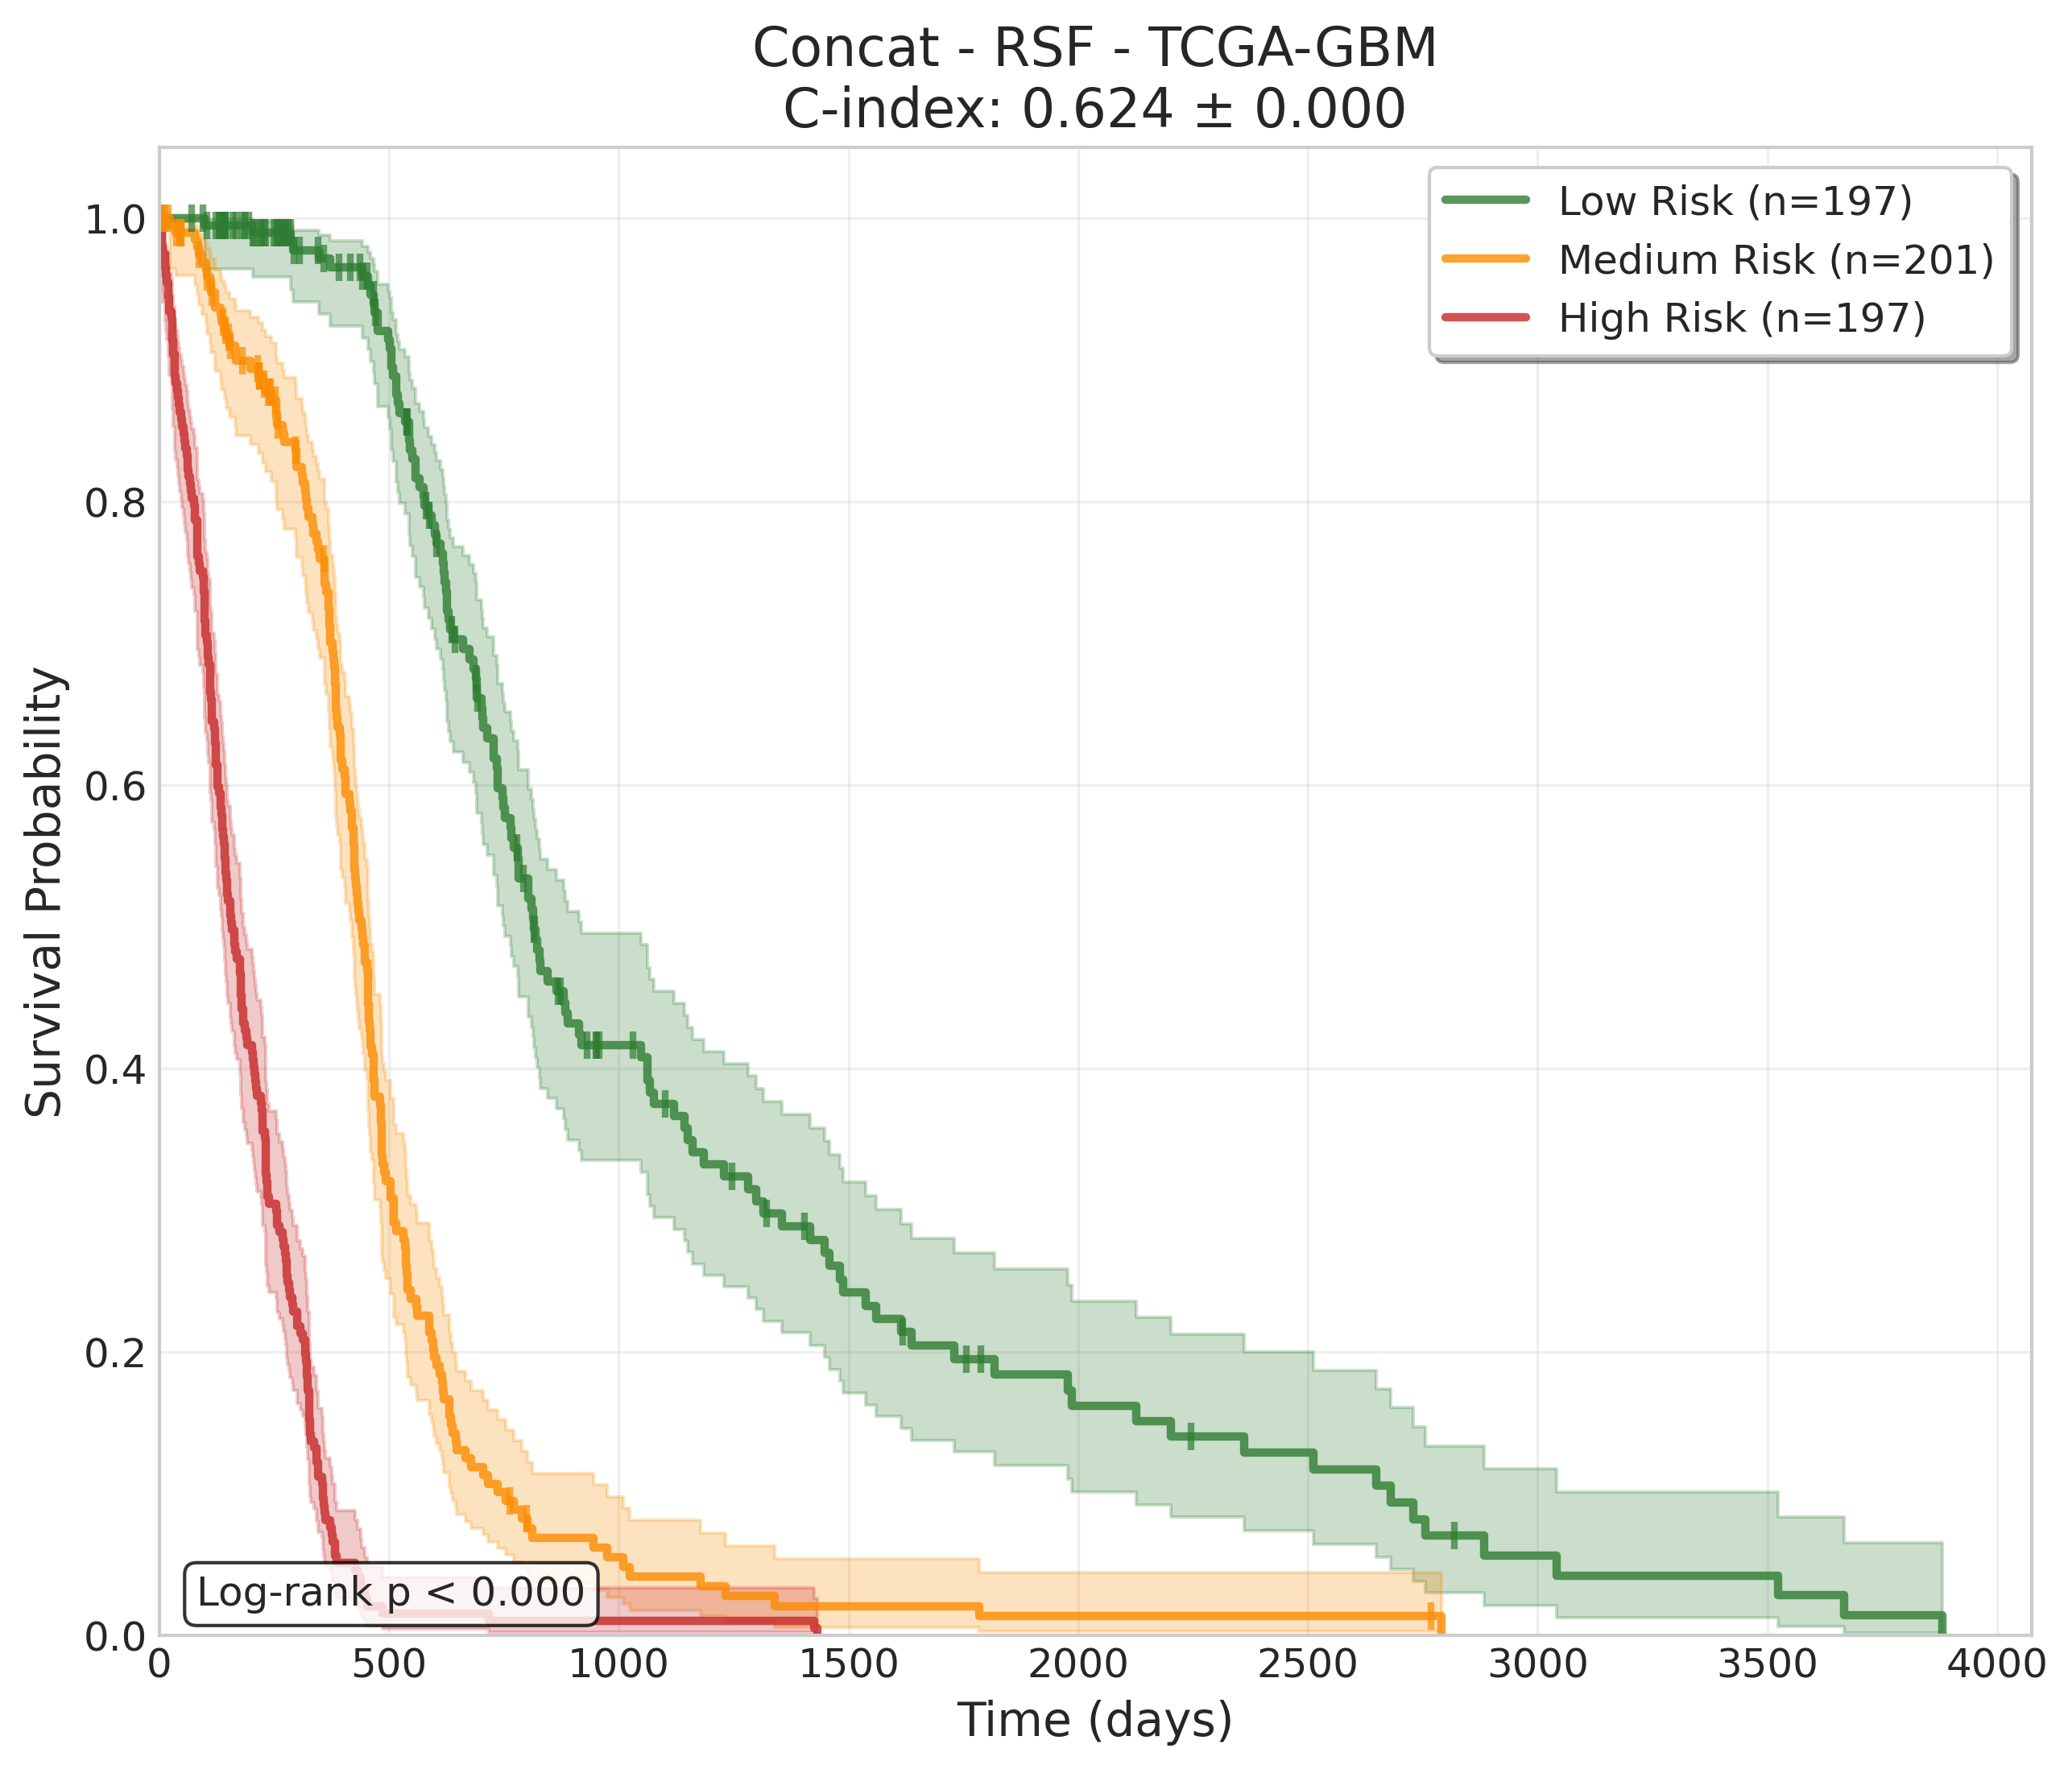 Concat - RSF - TCGA-GBM
C-index: 0.624 ± 0.000
Low Risk (n=197)
Medium Risk (n=201)
High Risk (n=197)
Survival Probability
1.0
0.8
0.6
0.4
0.2
0.0
Log-rank p < 0.000
0 500 1000 1500 2000 2500 3000 3500 4000
Time (days)